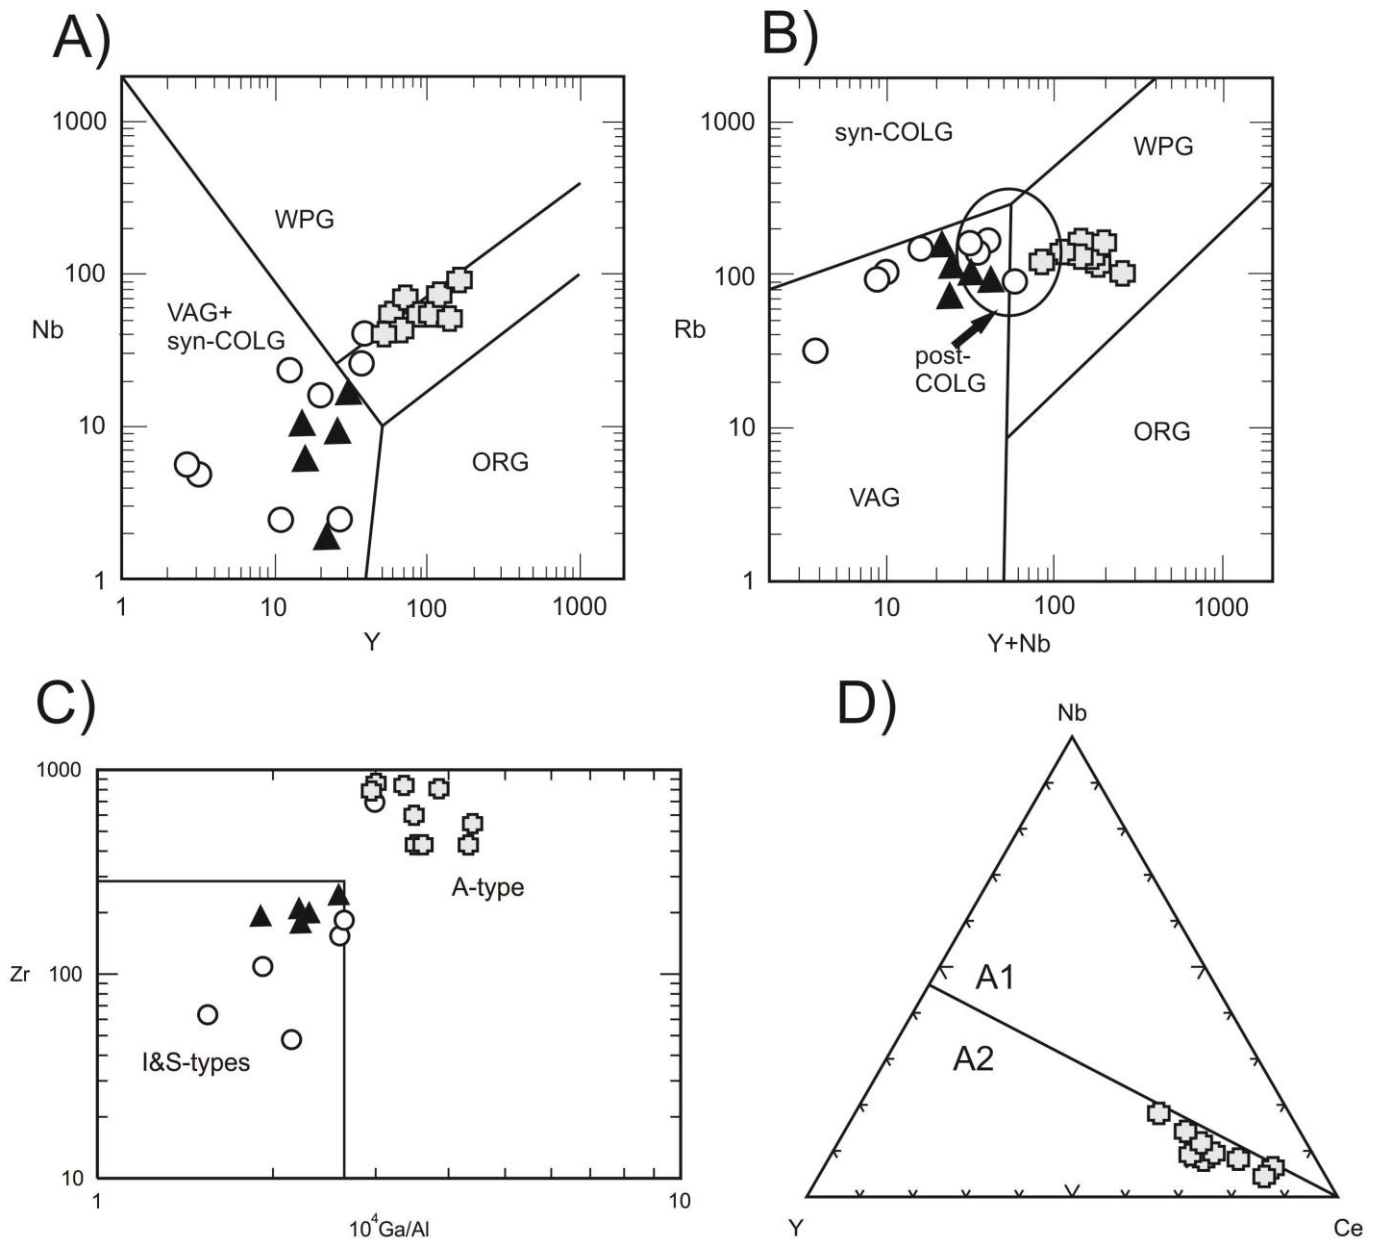 A)
B)
1000
WPG
100
Nb
VAG+
syn-COLG
10
ORG
1
1
10
100
1000
Y
1000
syn-COLG
WPG
100
Rb
post-
COLG
10
ORG
VAG
1
10
100
1000
Y+Nb
C)
D)
1000
A-type
Zr
100
I&S-types
10
1
10
10⁴Ga/Al
Nb
A1
A2
Y
Ce